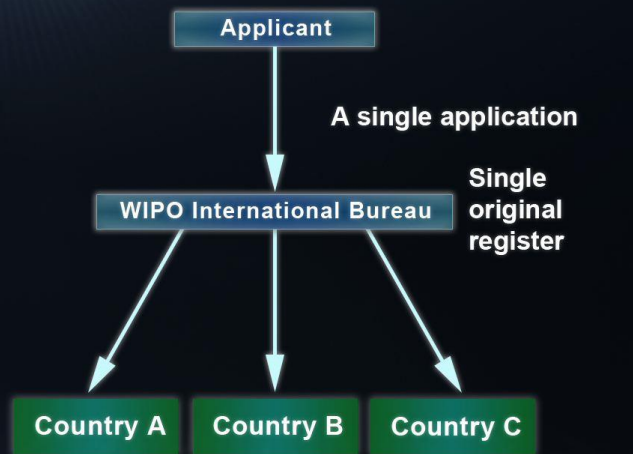 Applicant
A single application
WIPO International Bureau
Single
original
register
Country A
Country B
Country C